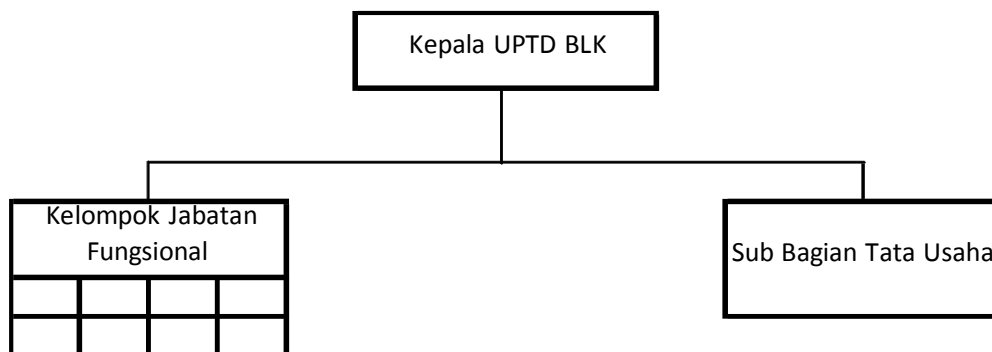 Kepala UPTD BLK
Kelompok Jabatan
Fungsional
Sub Bagian Tata Usaha